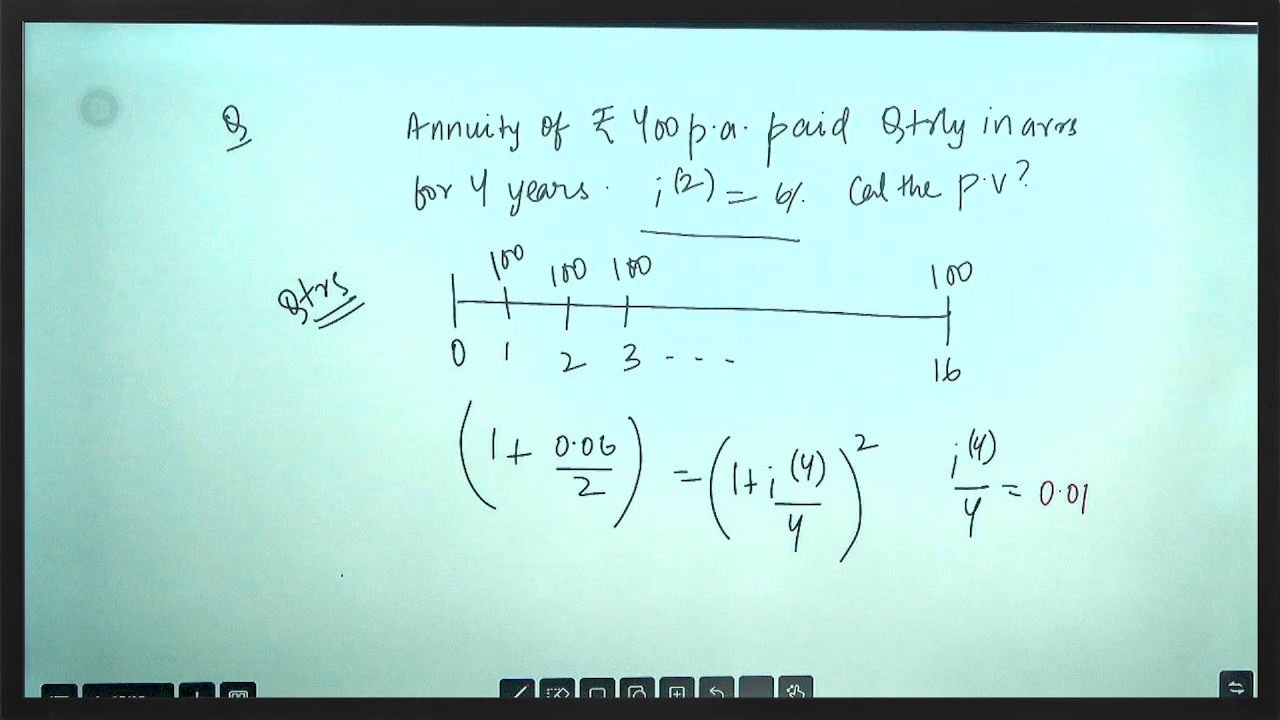 Q Annuity of ₹ 400 p.a. paid Qtrly in arrs
for 4 years. i^(2) = 6%. Cal the p.v?
Qtrs
100 100 100 100
0 1 2 3 - - - 16
(1 + 0.06/2) = (1 + i^(4)/4)^2 i^(4)/4 = 0.01